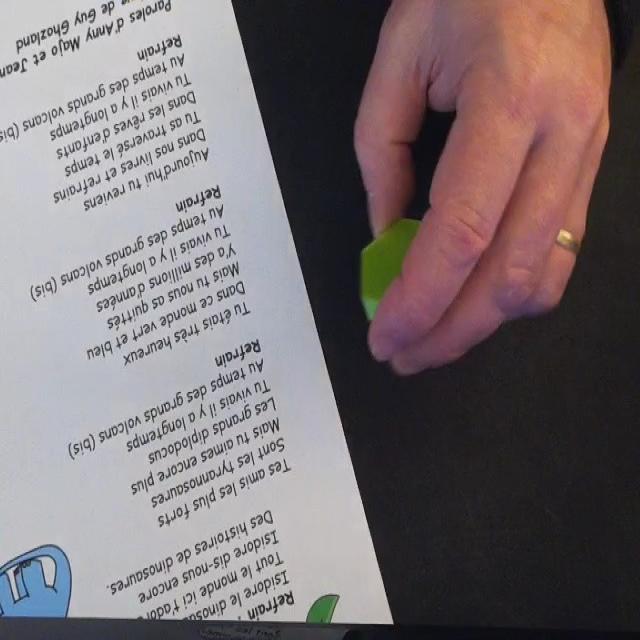 Refrain :
Isidore le dinos
Tout le monde ici t'ador
Isidore dis-nous encore
Des histoires de dinosaures.
Tes amis les plus forts
Sont les tyrannosaures
Mais tu aimes encore plus
Les grands diplodocus
Tu vivais il y a longtemps
Au temps des grands volcans (bis)
Refrain
Tu étais très heureux
Dans ce monde vert et bleu
Mais tu nous as quittés
Y'a des millions d'années
Tu vivais il y a longtemps
Au temps des grands volcans (bis)
Refrain
Aujourd'hui tu reviens
Dans nos livres et refrains
Tu as traversé le temps
Dans les rêves d'enfants
Tu vivais il y a longtemps
Au temps des grands volcans (bis)
Refrain
Paroles d'Anny Majo et Jean
de Guy Ghozland